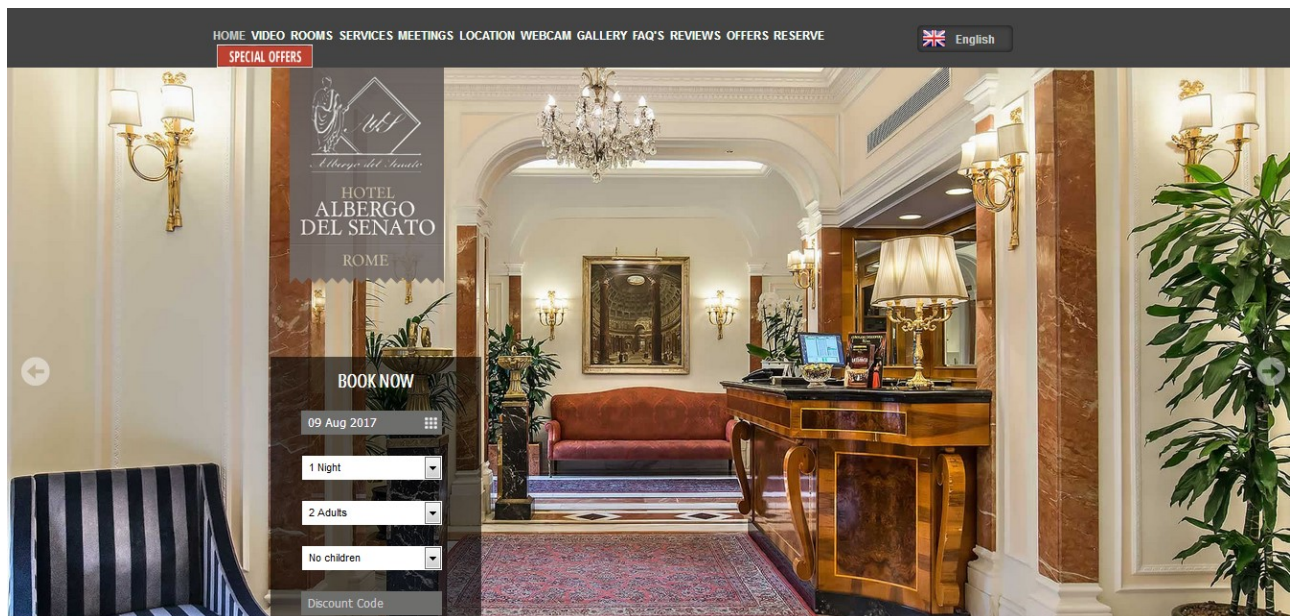 HOME VIDEO ROOMS SERVICES MEETINGS LOCATION WEBCAM GALLERY FAQ'S REVIEWS OFFERS RESERVE
English
SPECIAL OFFERS
Albergo del Senato
HOTEL
ALBERGO
DEL SENATO
ROME
BOOK NOW
09 Aug 2017
1 Night
2 Adults
No children
Discount Code